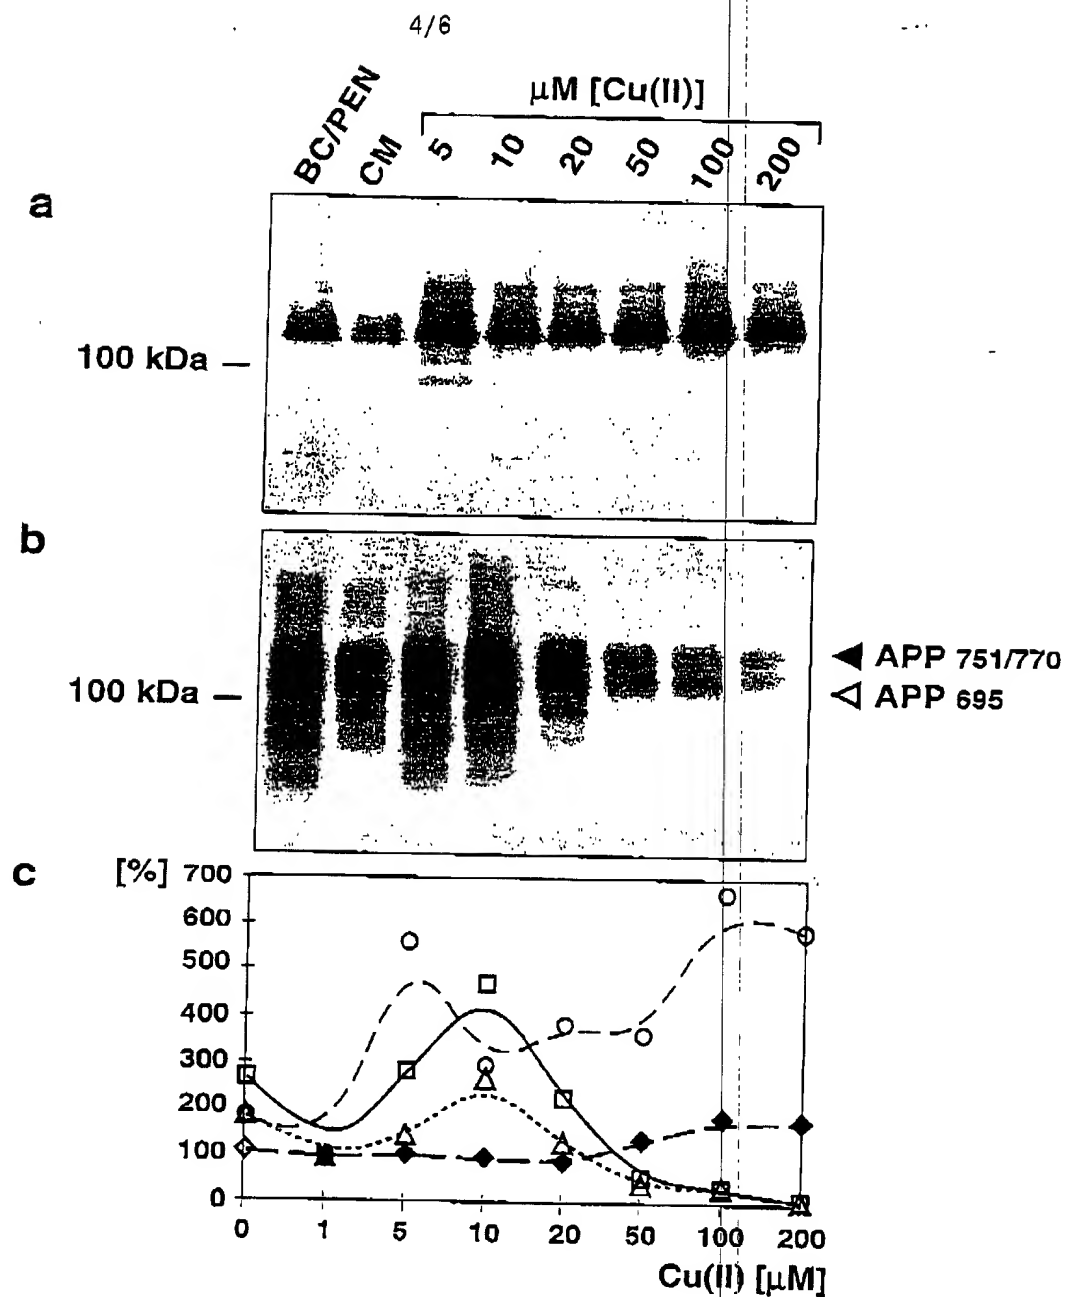 4/6
μM [Cu(II)]
BC/PEN CM 5 10 20 50 100 200
a
100 kDa
b
APP 751/770
100 kDa
APP 695
c
[%] 700
600
500
400
300
200
100
0
0 1 5 10 20 50 100 200
Cu(II) [μM]